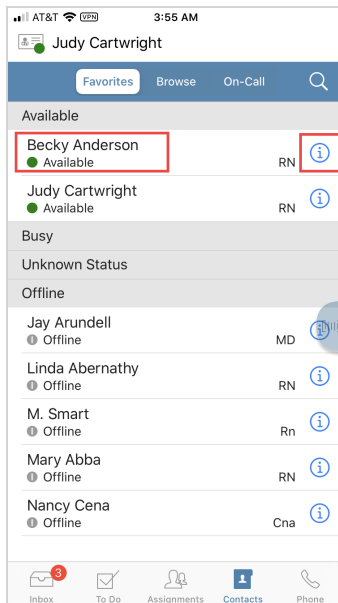 AT&T VPN 3:55 AM
Judy Cartwright
Favorites Browse On-Call
Available
Becky Anderson
Available RN
Judy Cartwright
Available RN
Busy
Unknown Status
Offline
Jay Arundell
Offline MD
Linda Abernathy
Offline RN
M. Smart
Offline Rn
Mary Abba
Offline RN
Nancy Cena
Offline Cna
3
Inbox To Do Assignments Contacts Phone